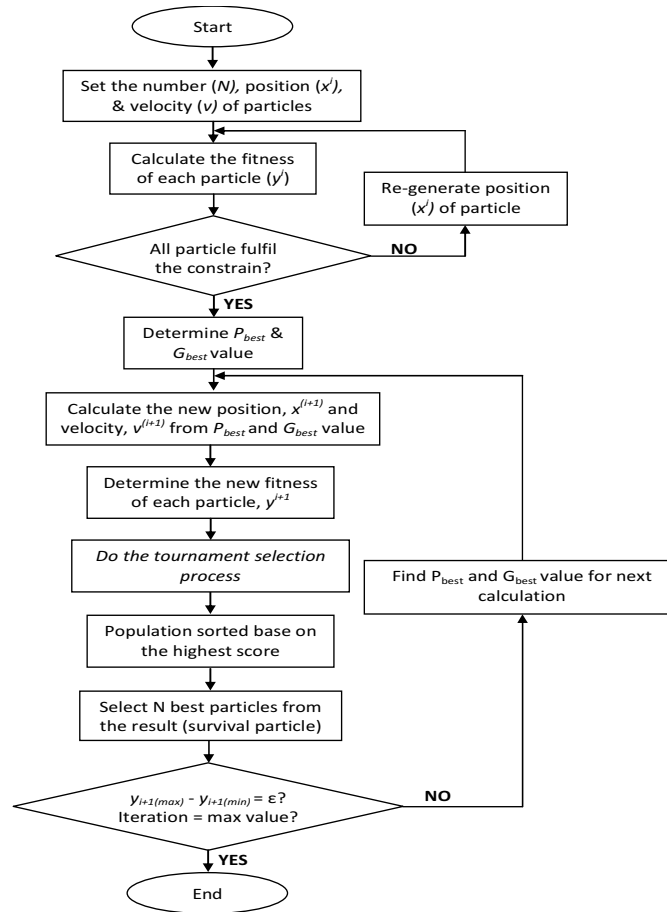 Start
Set the number (N), position (xⁱ),
& velocity (v) of particles
Calculate the fitness
of each particle (yⁱ)
Re-generate position
(xⁱ) of particle
All particle fulfil
the constrain?
NO
YES
Determine P_best &
G_best value
Calculate the new position, x⁽ⁱ⁺¹⁾ and
velocity, v⁽ⁱ⁺¹⁾ from P_best and G_best value
Determine the new fitness
of each particle, yⁱ⁺¹
Do the tournament selection
process
Find P_best and G_best value for next
calculation
Population sorted base on
the highest score
Select N best particles from
the result (survival particle)
y_i+1(max) - y_i+1(min) = ε?
Iteration = max value?
NO
YES
End